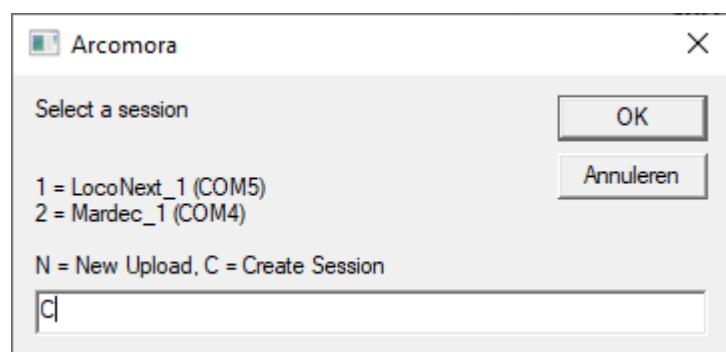 Arcomora
Select a session
OK
Annuleren
1 = LocoNext_1 (COM5)
2 = Mardec_1 (COM4)
N = New Upload, C = Create Session
C